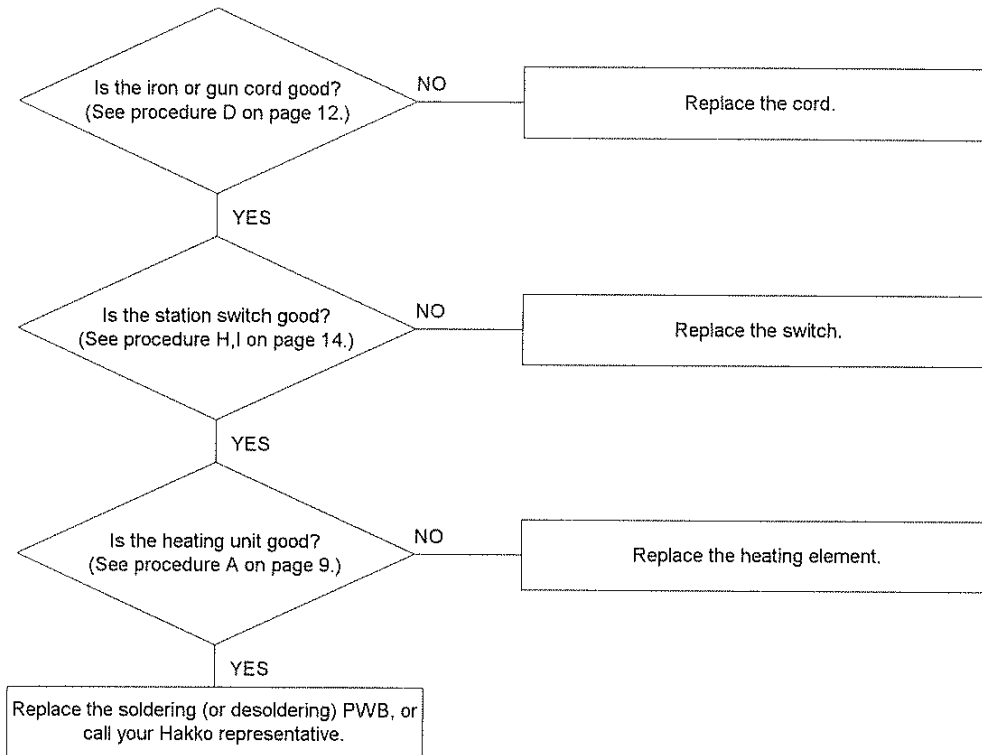 Is the iron or gun cord good?
(See procedure D on page 12.)
NO
Replace the cord.
YES
Is the station switch good?
(See procedure H,I on page 14.)
NO
Replace the switch.
YES
Is the heating unit good?
(See procedure A on page 9.)
NO
Replace the heating element.
YES
Replace the soldering (or desoldering) PWB, or
call your Hakko representative.